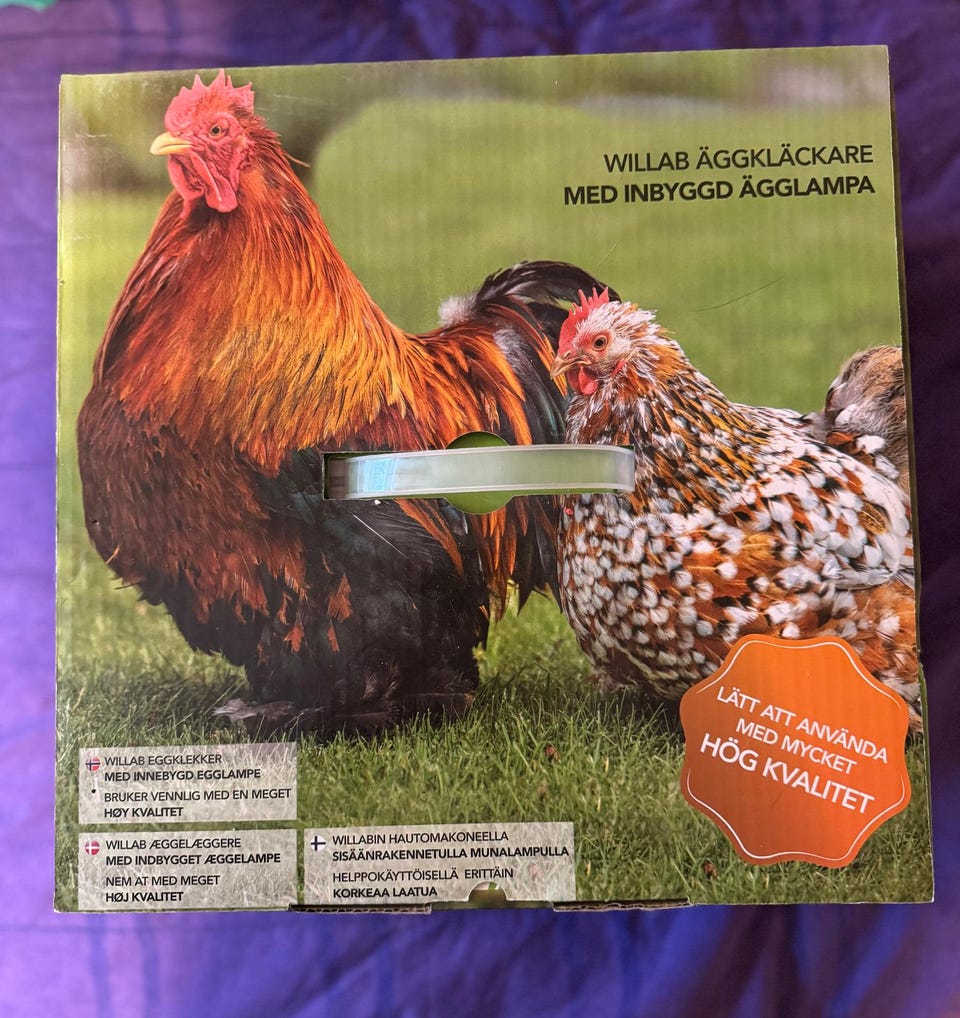 WILLAB ÄGGKLÄCKARE
MED INBYGGD ÄGGLAMPA
LÄTT ATT ANVÄNDA
MED MYCKET
HÖG KVALITET
WILLAB EGGKLEKKER
MED INNEBYGD EGGLAMPE
BRUKER VENNLIG MED EN MEGET
HØY KVALITET
WILLAB ÆGGELÆGGERE
MED INDBYGGET ÆGGELAMPE
NEM AT MED MEGET
HØJ KVALITET
WILLABIN HAUTOMAKONEELLA
SISÄÄNRAKENNETULLA MUNALAMPULLA
HELPPOKÄYTTÖISELLÄ ERITTÄIN
KORKEAA LAATUA